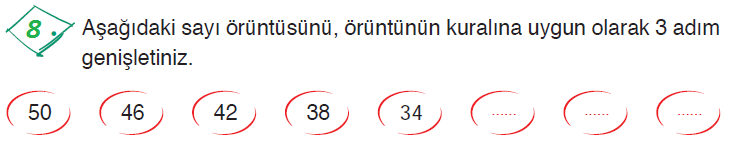 8. Aşağıdaki sayı örüntüsünü, örüntünün kuralına uygun olarak 3 adım
genişletiniz.
50 46 42 38 34 ...... ...... ......